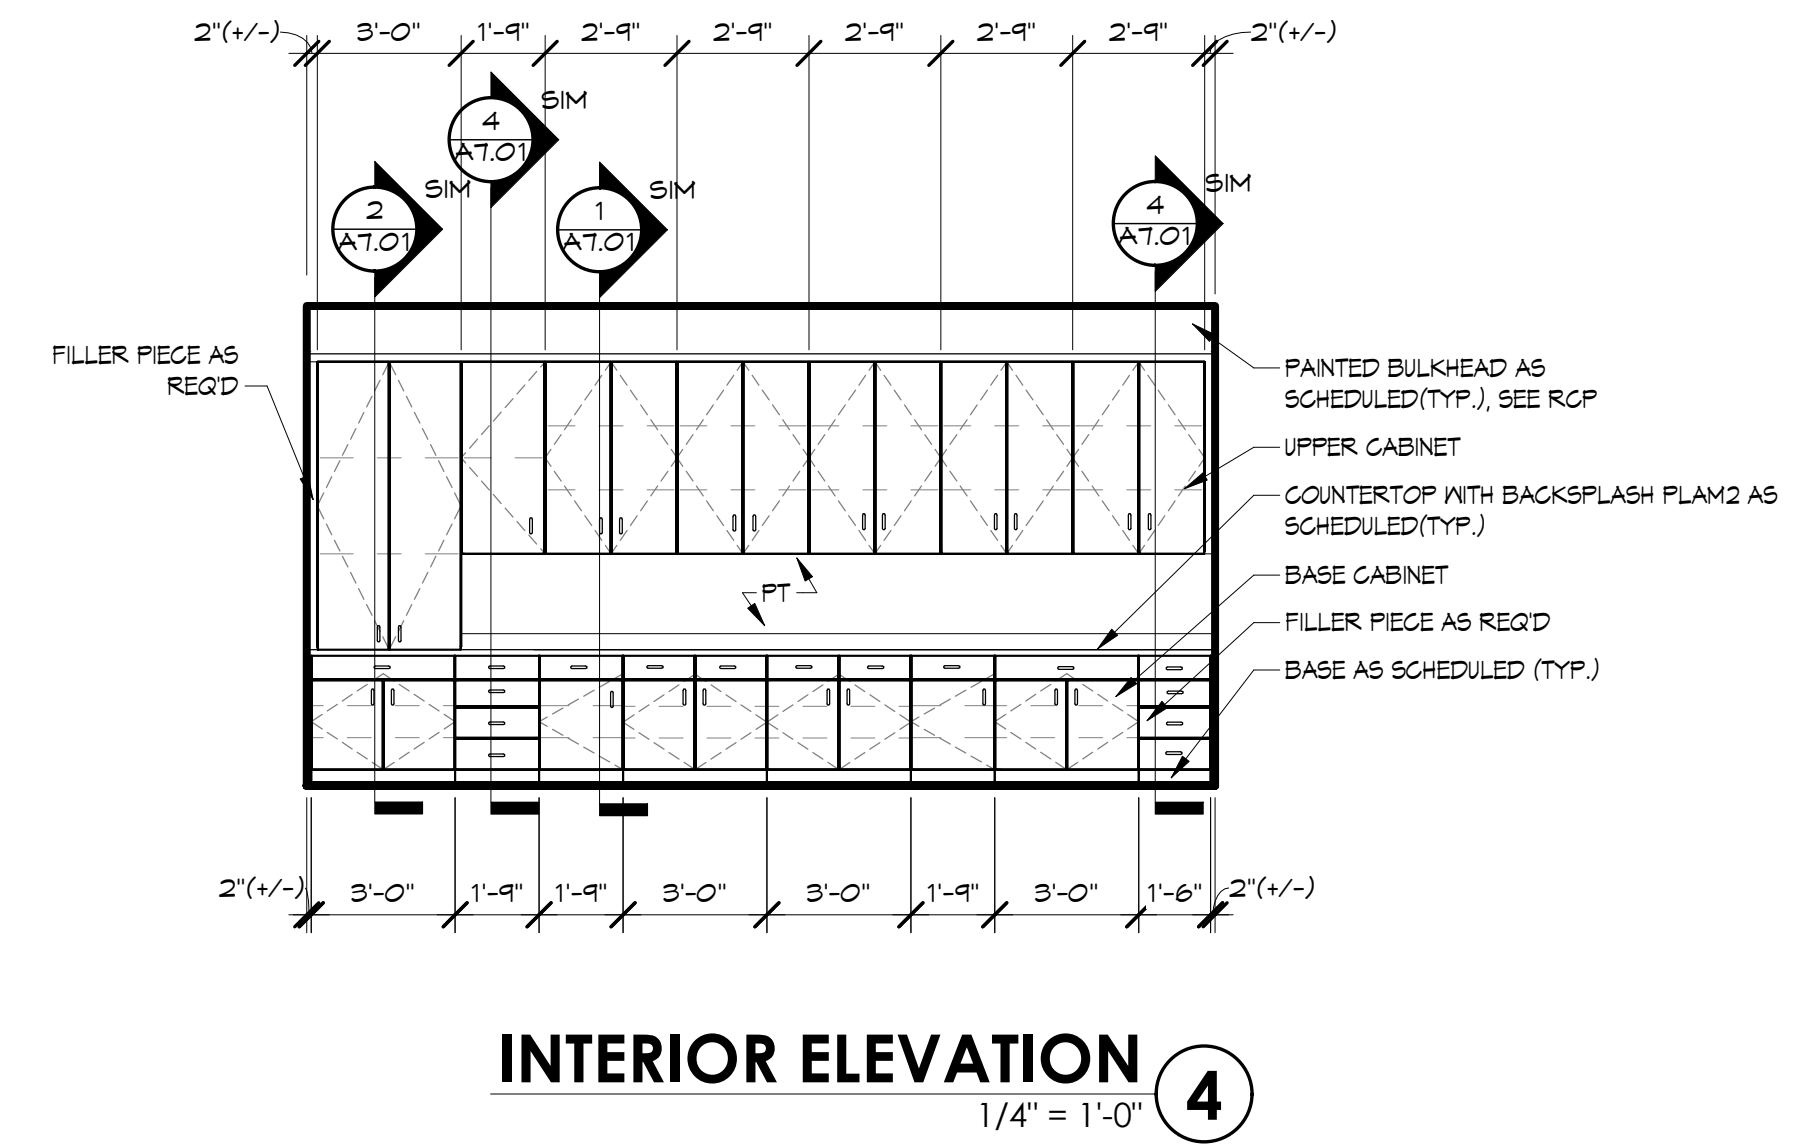 2"(+/-)
3'-0"
1'-9"
2'-9"
2'-9"
2'-9"
2'-9"
2'-9"
2"(+/-)
4
A7.01
SIM
2
A7.01
SIM
1
A7.01
SIM
4
A7.01
SIM
FILLER PIECE AS
REQ'D
PAINTED BULKHEAD AS
SCHEDULED(TYP.), SEE RCP
UPPER CABINET
COUNTERTOP WITH BACKSPLASH PLAM2 AS
SCHEDULED(TYP.)
BASE CABINET
FILLER PIECE AS REQ'D
BASE AS SCHEDULED (TYP.)
PT
2"(+/-)
3'-0"
1'-9"
1'-9"
3'-0"
3'-0"
1'-9"
3'-0"
1'-6"
2"(+/-)
INTERIOR ELEVATION
4
1/4" = 1'-0"